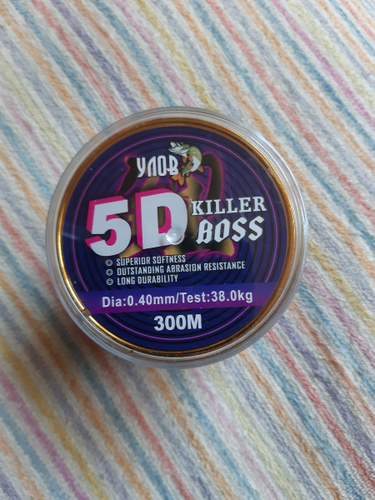 УЛОВ
5D KILLER
BOSS
SUPERIOR SOFTNESS
OUTSTANDING ABRASION RESISTANCE
LONG DURABILITY
Dia:0.40mm/Test:38.0kg
300M